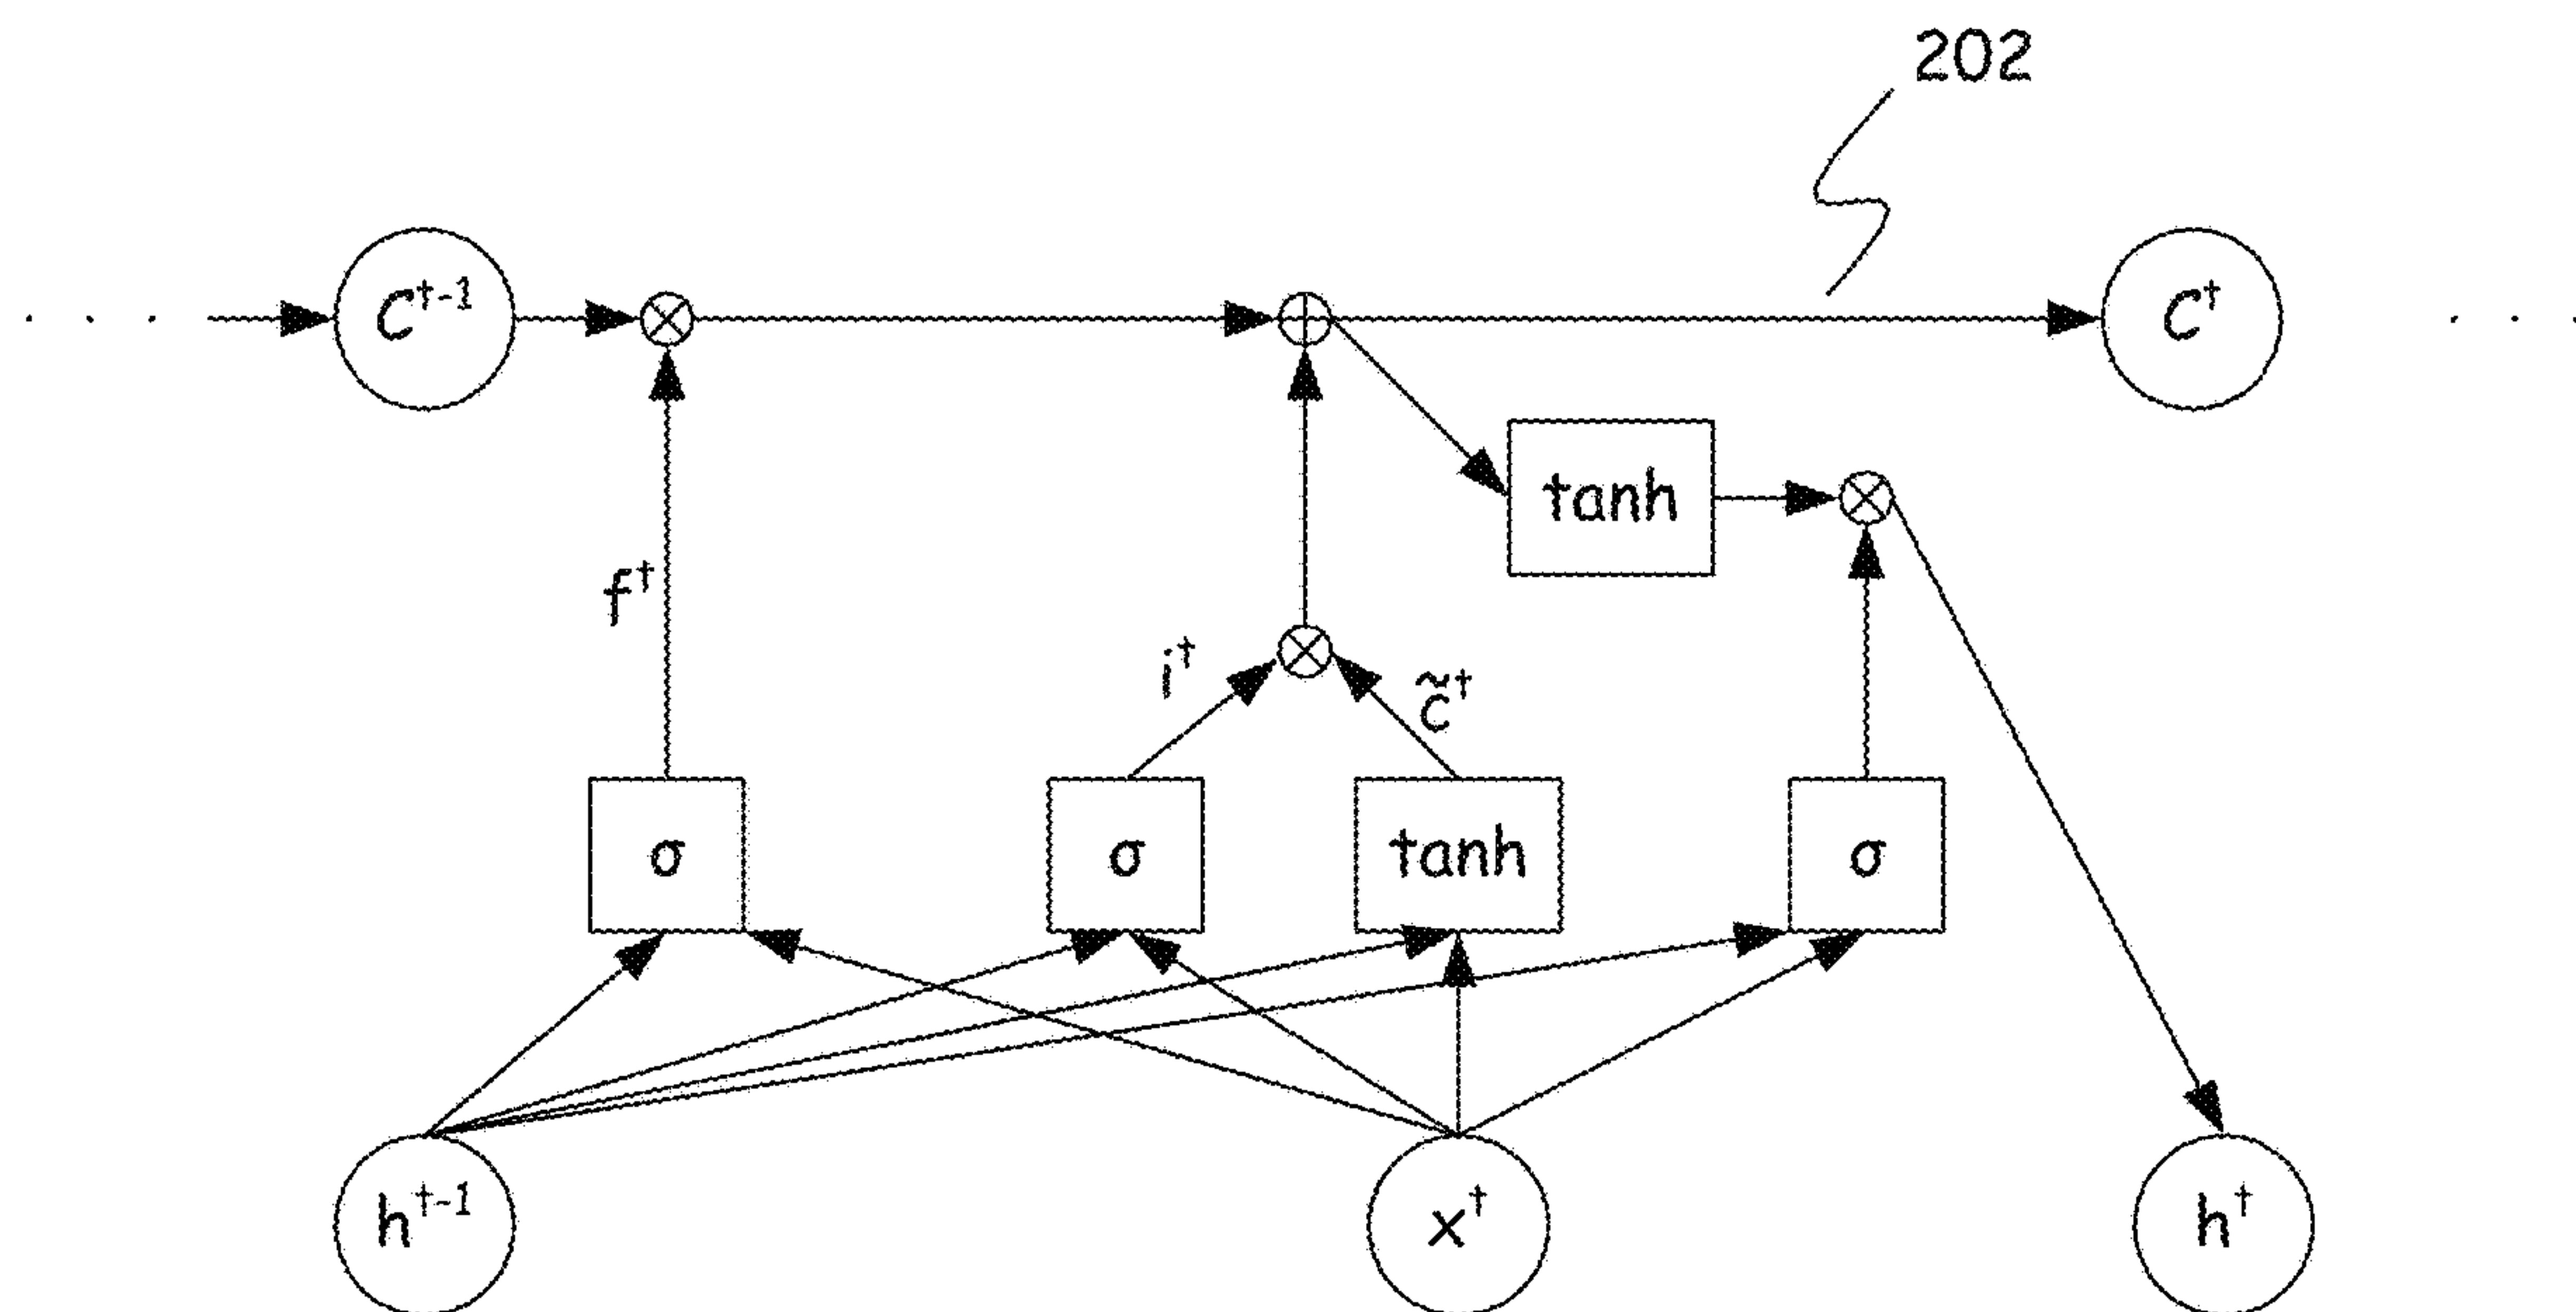 202
C^{t-1}
C^t
tanh
f^t
i^t
c̃^t
σ
σ
tanh
σ
h^{t-1}
x^t
h^t